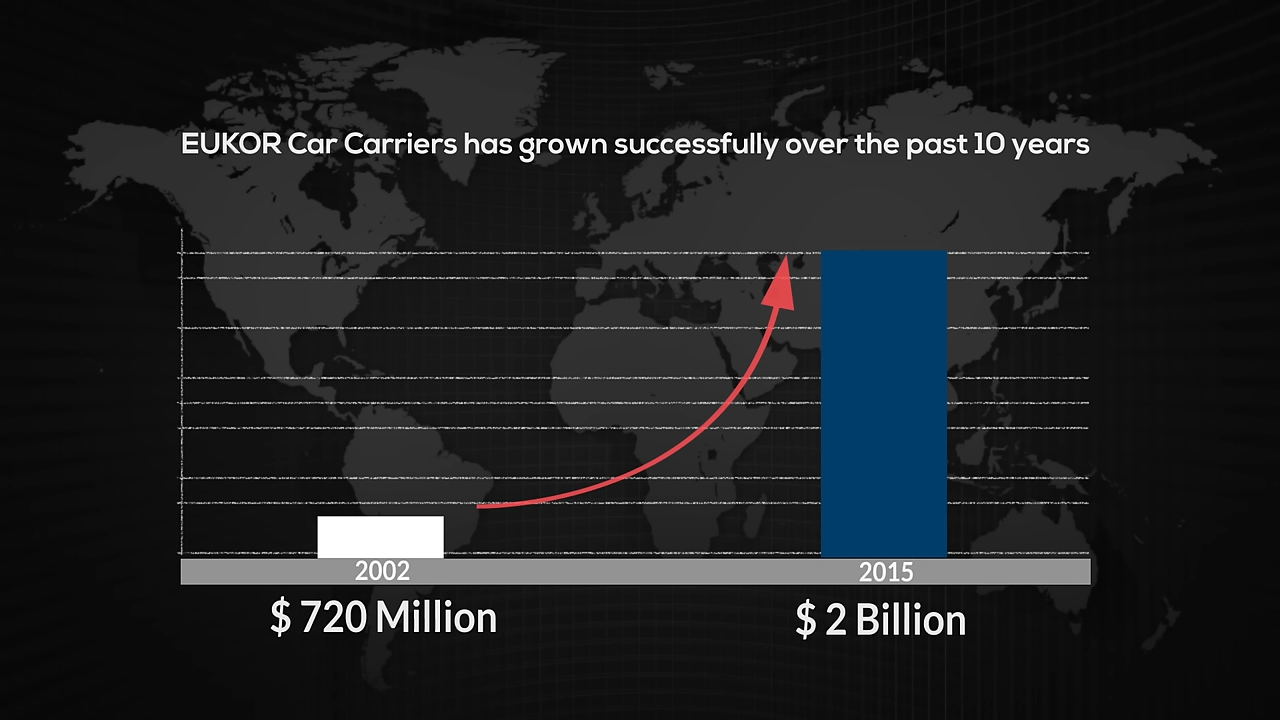 EUKOR Car Carriers has grown successfully over the past 10 years
2002
2015
$ 720 Million
$ 2 Billion